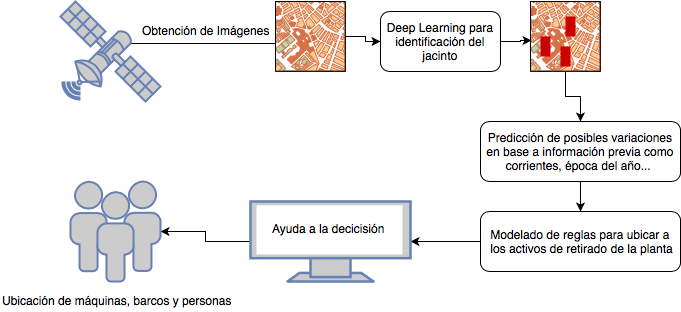 Obtención de Imágenes
Deep Learning para
identificación del
jacinto
Predicción de posibles variaciones
en base a información previa como
corrientes, época del año...
Modelado de reglas para ubicar a
los activos de retirado de la planta
Ayuda a la decicisión
Ubicación de máquinas, barcos y personas